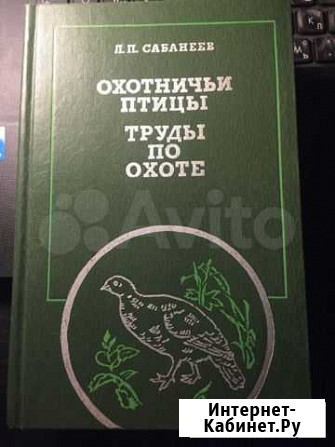 Л.П. САБАНЕЕВ
ОХОТНИЧЬИ
ПТИЦЫ
ТРУДЫ
ПО
ОХОТЕ
Avito
Интернет-
Кабинет.Ру